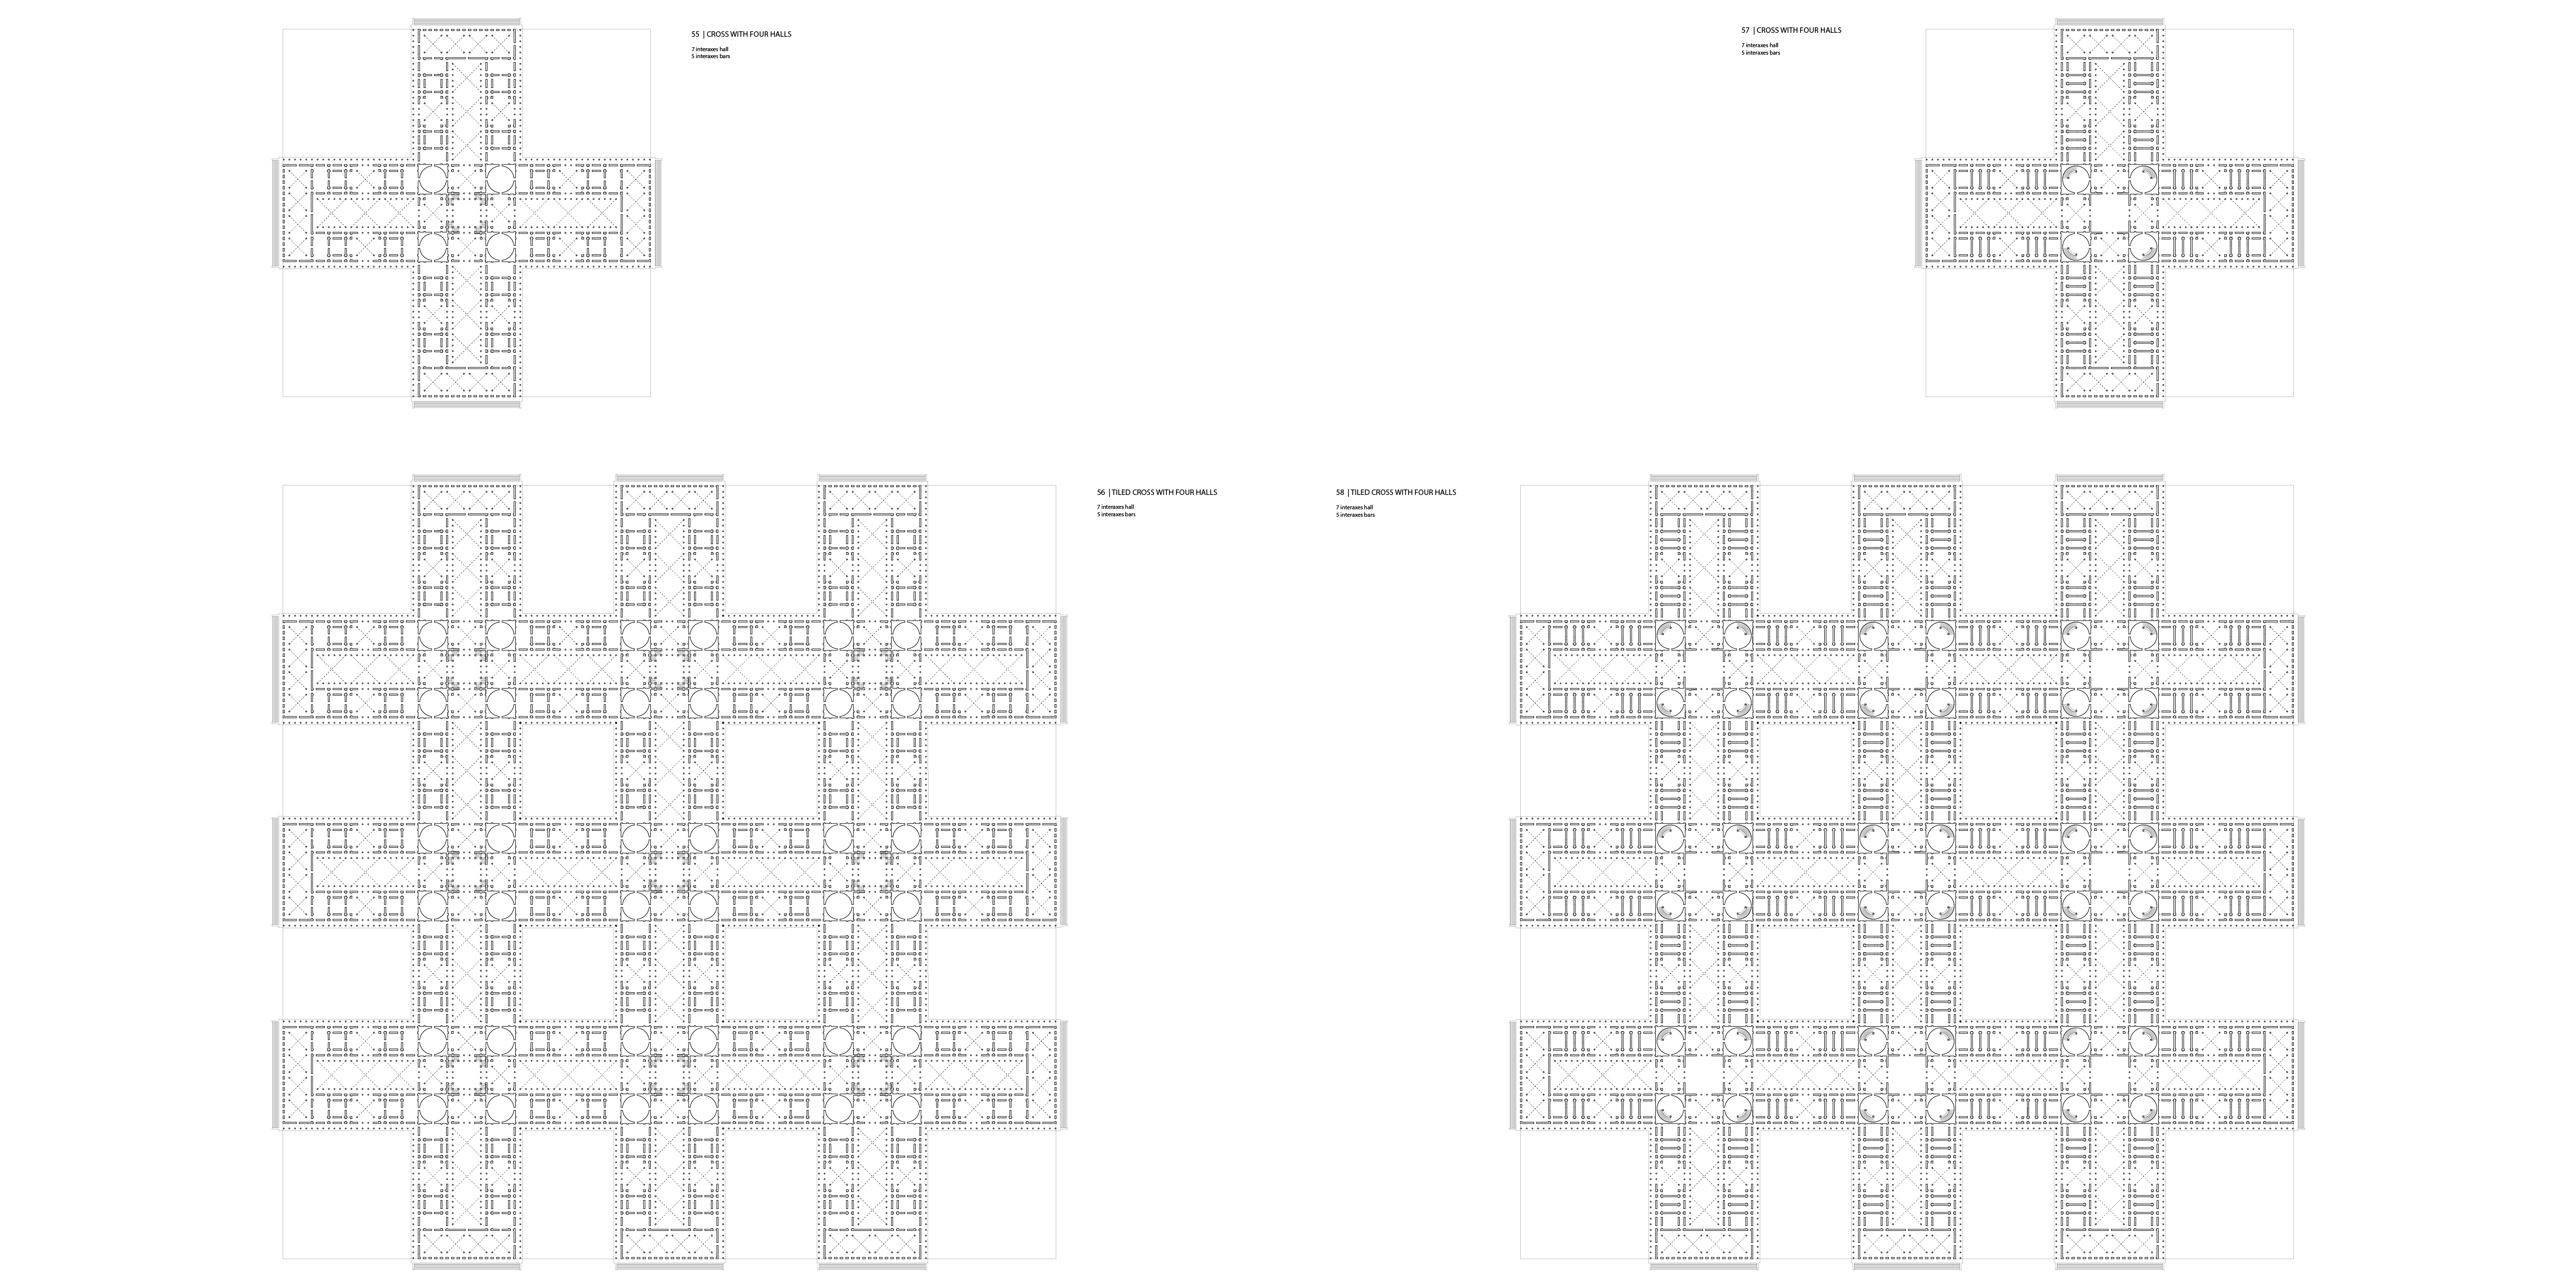 55 | CROSS WITH FOUR HALLS
7 interaxes hall
5 interaxes bars
57 | CROSS WITH FOUR HALLS
7 interaxes hall
5 interaxes bars
56 | TILED CROSS WITH FOUR HALLS
7 interaxes hall
5 interaxes bars
58 | TILED CROSS WITH FOUR HALLS
7 interaxes hall
5 interaxes bars